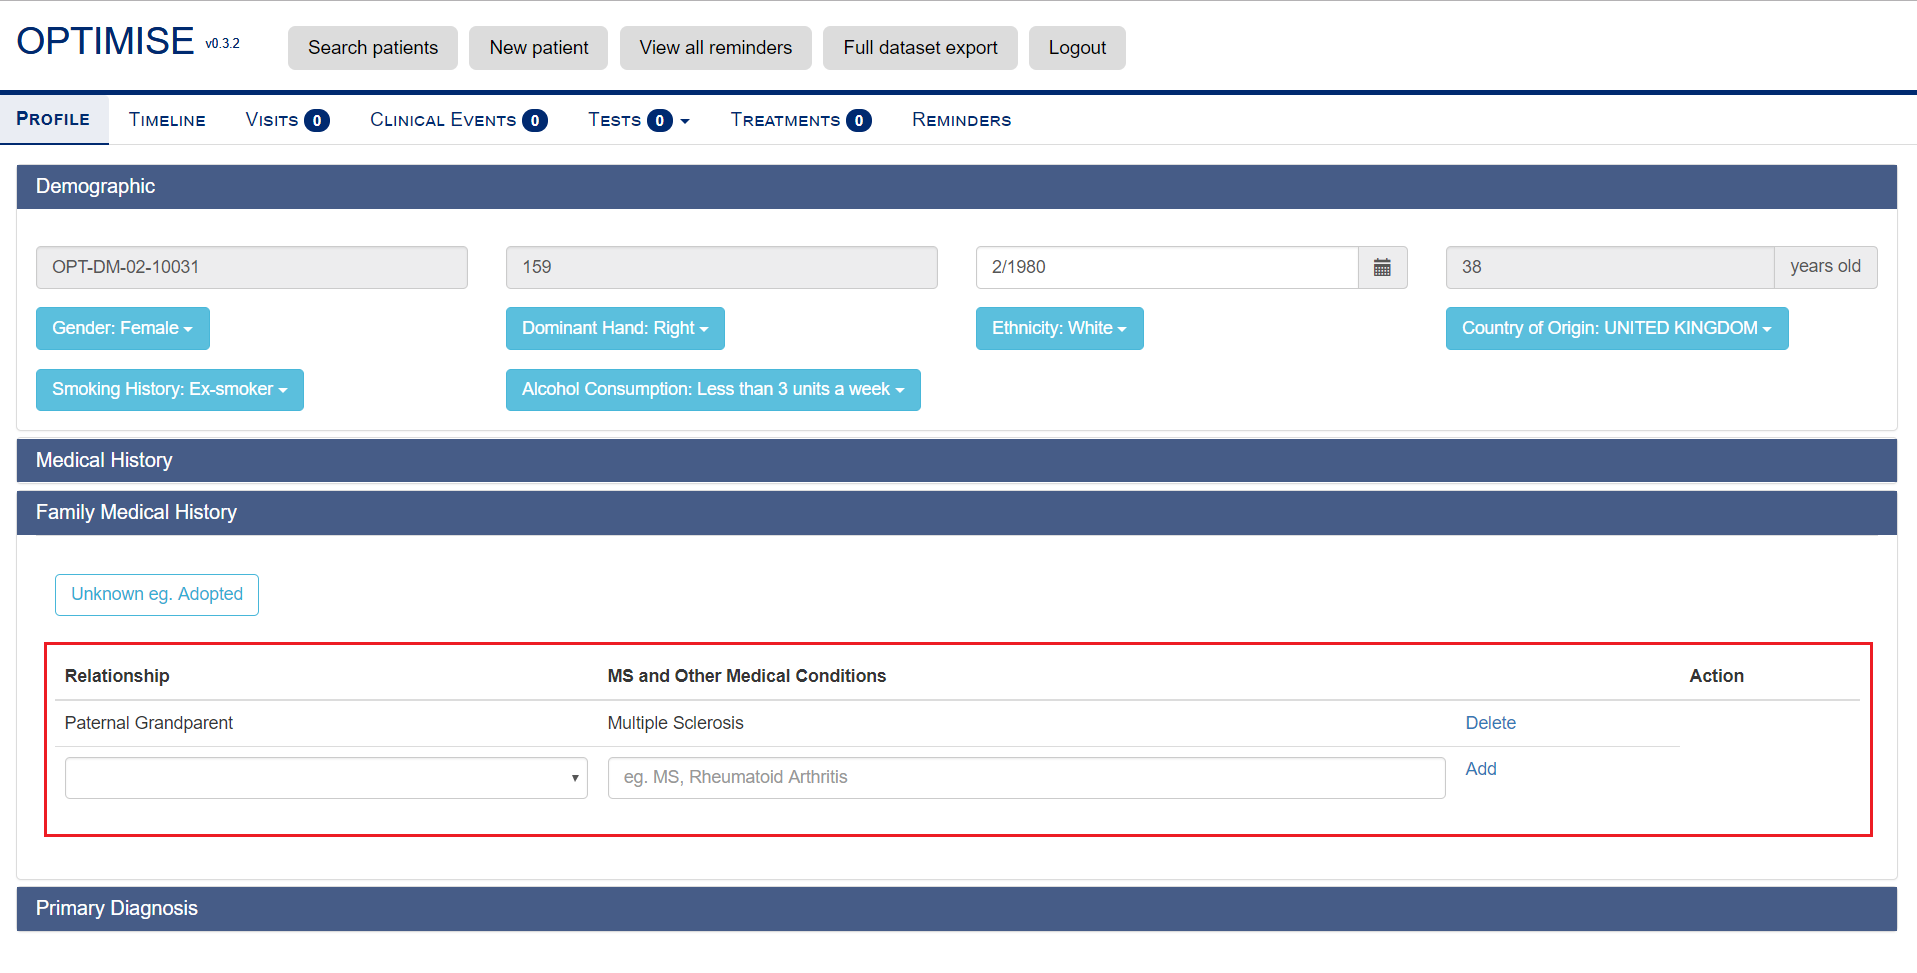 OPTIMISE v0.3.2 Search patients New patient View all reminders Full dataset export Logout
PROFILE TIMELINE VISITS 0 CLINICAL EVENTS 0 TESTS 0 TREATMENTS 0 REMINDERS
Demographic
OPT-DM-02-10031 159 2/1980 38 years old
Gender: Female Dominant Hand: Right Ethnicity: White Country of Origin: UNITED KINGDOM
Smoking History: Ex-smoker Alcohol Consumption: Less than 3 units a week
Medical History
Family Medical History
Unknown eg. Adopted
Relationship MS and Other Medical Conditions Action
Paternal Grandparent Multiple Sclerosis Delete
eg. MS, Rheumatoid Arthritis Add
Primary Diagnosis